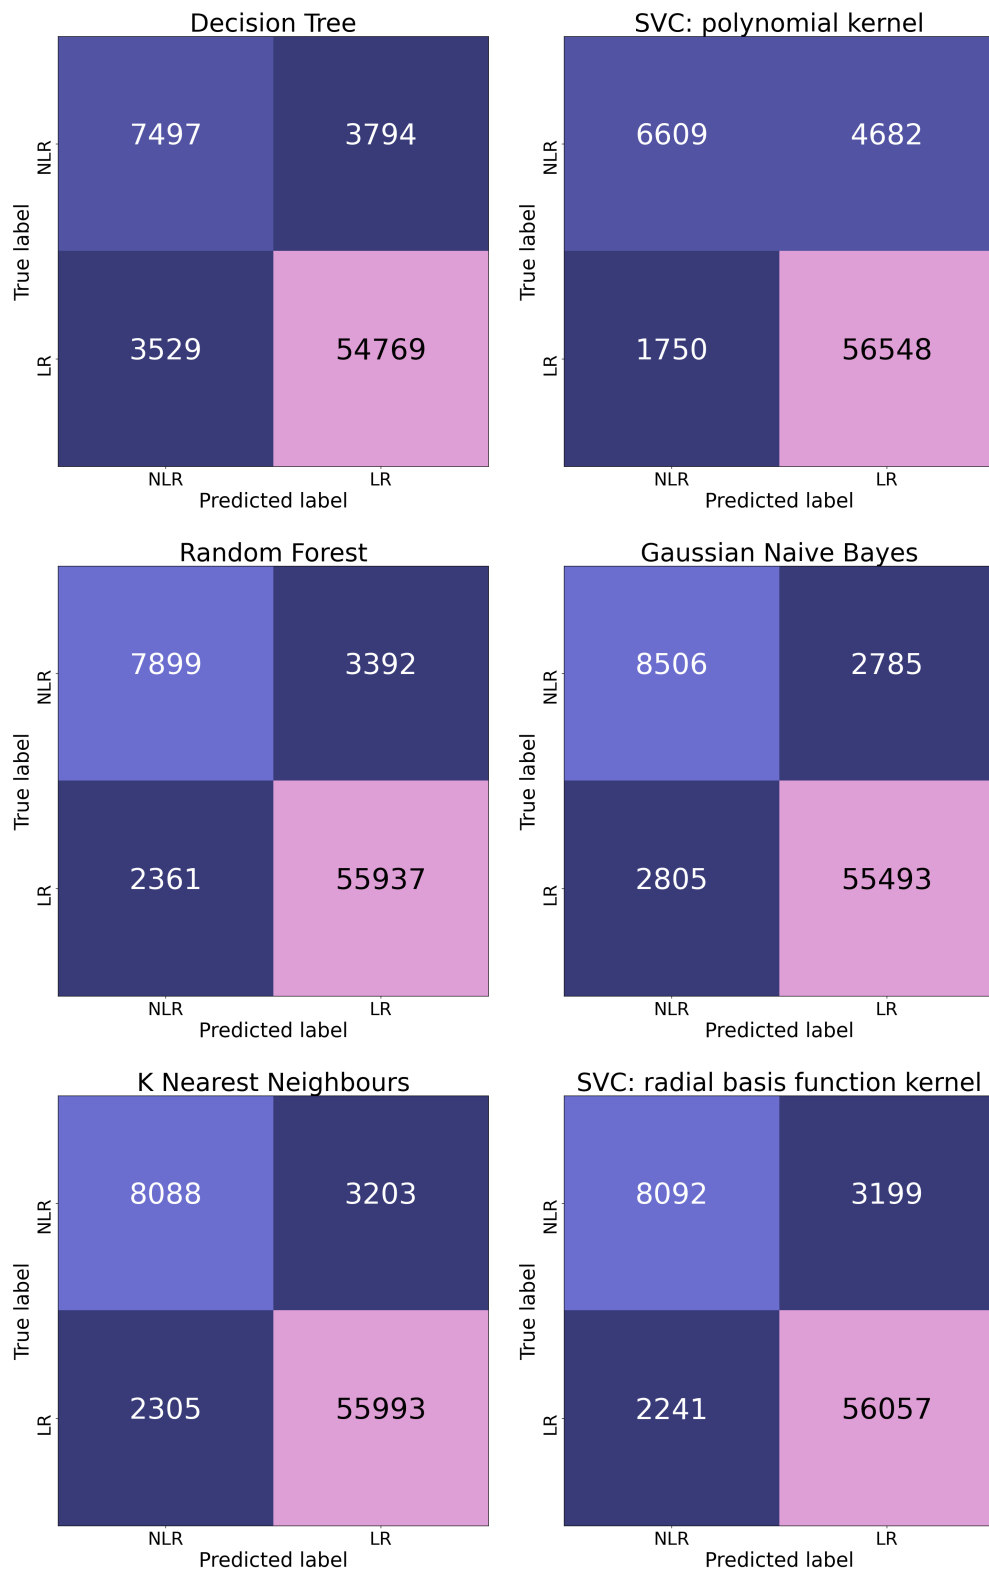 Decision Tree
True label
NLR
7497 3794
LR
3529 54769
NLR LR
Predicted label
SVC: polynomial kernel
True label
NLR
6609 4682
LR
1750 56548
NLR LR
Predicted label
Random Forest
True label
NLR
7899 3392
LR
2361 55937
NLR LR
Predicted label
Gaussian Naive Bayes
True label
NLR
8506 2785
LR
2805 55493
NLR LR
Predicted label
K Nearest Neighbours
True label
NLR
8088 3203
LR
2305 55993
NLR LR
Predicted label
SVC: radial basis function kernel
True label
NLR
8092 3199
LR
2241 56057
NLR LR
Predicted label